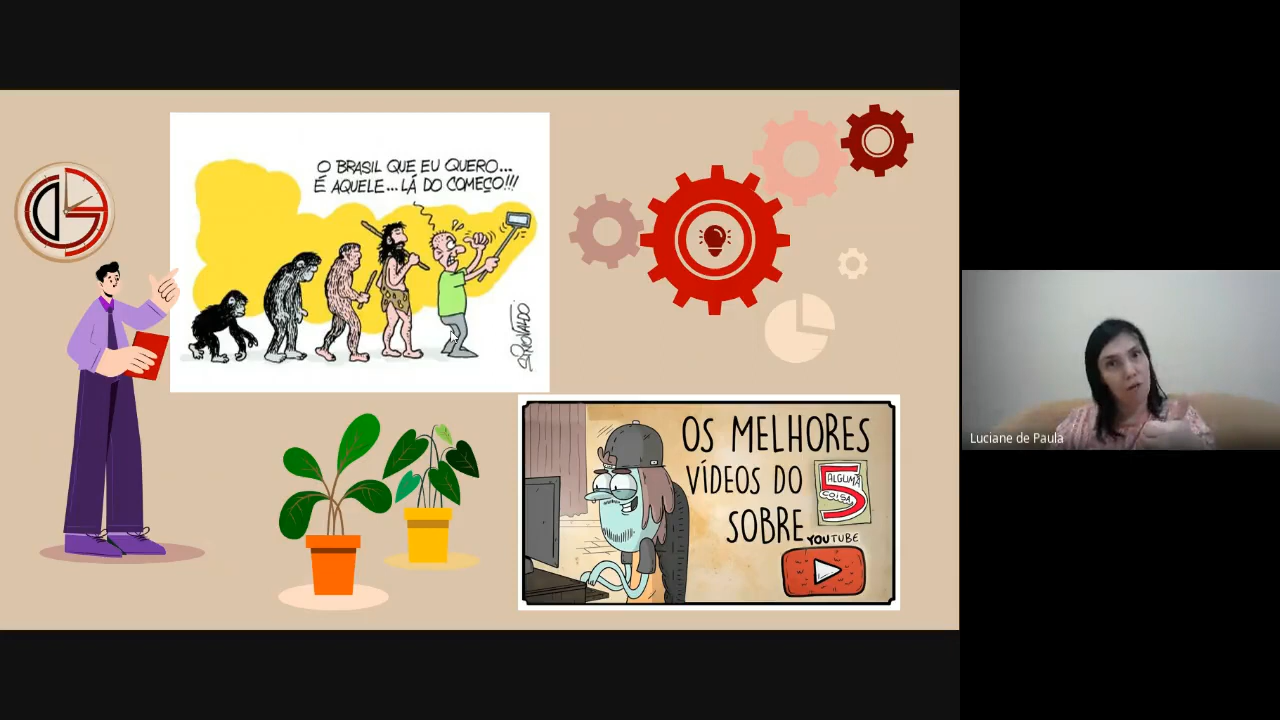 O BRASIL QUE EU QUERO...
É AQUELE... LÁ DO COMEÇO!!!
OS MELHORES
VÍDEOS DO
5
ALGUMA
COISA
SOBRE
YOUTUBE
Luciane de Paula